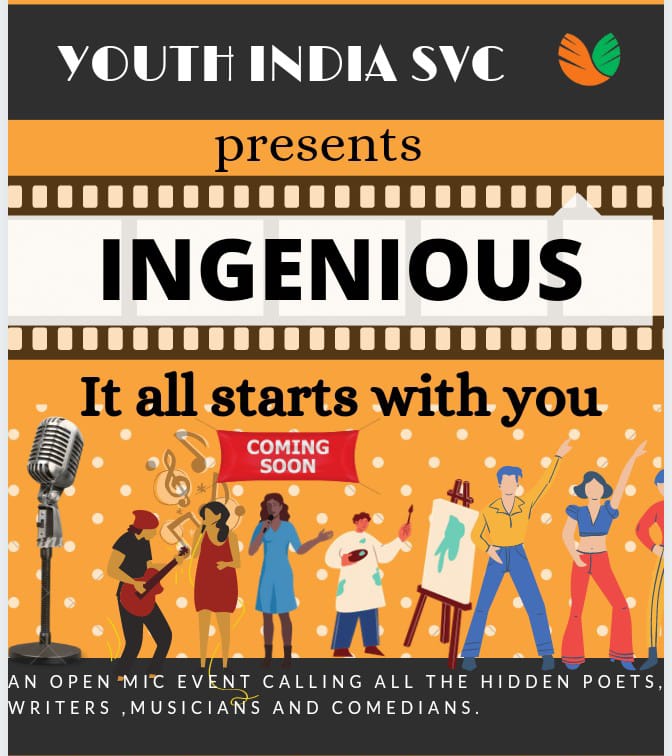 YOUTH INDIA SVC
presents
INGENIOUS
It all starts with you
COMING
SOON
AN OPEN MIC EVENT CALLING ALL THE HIDDEN POETS,
WRITERS ,MUSICIANS AND COMEDIANS.